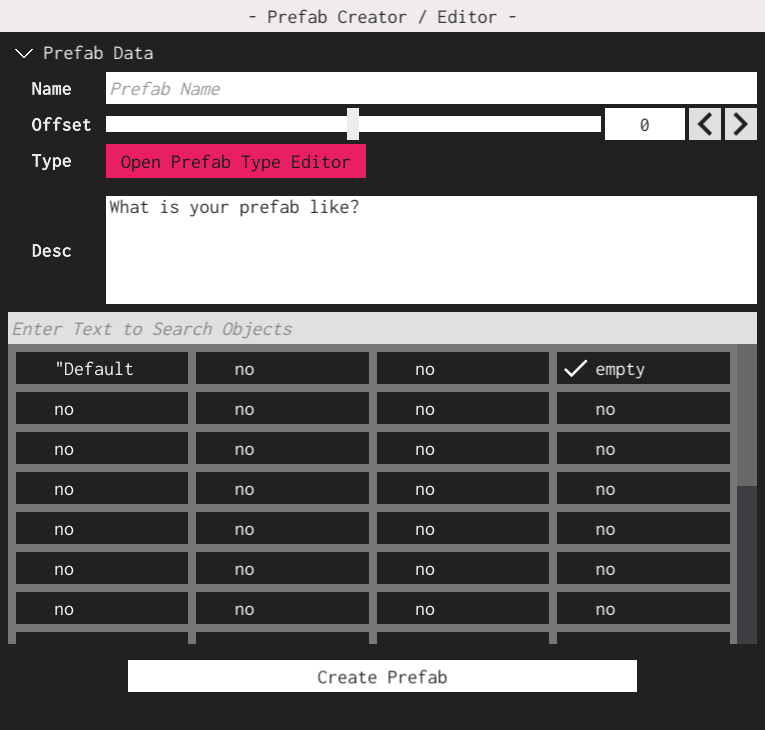 - Prefab Creator / Editor -
Prefab Data
Name Prefab Name
Offset 0
Type Open Prefab Type Editor
What is your prefab like?
Desc
Enter Text to Search Objects
"Default no no empty
no no no no
no no no no
no no no no
no no no no
no no no no
no no no no
Create Prefab